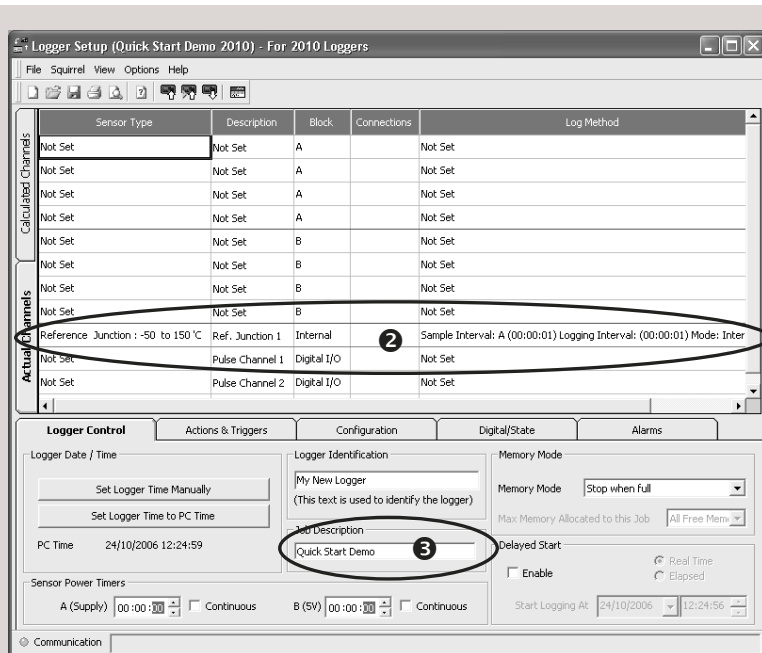 Logger Setup (Quick Start Demo 2010) - For 2010 Loggers
File Squirrel View Options Help
Sensor Type Description Block Connections Log Method
Not Set Not Set A Not Set
Not Set Not Set A Not Set
Not Set Not Set A Not Set
Not Set Not Set A Not Set
Not Set Not Set B Not Set
Not Set Not Set B Not Set
Not Set Not Set B Not Set
Not Set Not Set B Not Set
Reference Junction : -50 to 150 °C Ref. Junction 1 Internal ❷ Sample Interval: A (00:00:01) Logging Interval: (00:00:01) Mode: Inter
Not Set Pulse Channel 1 Digital I/O Not Set
Not Set Pulse Channel 2 Digital I/O Not Set
Calculated Channels
Actual Channels
Logger Control Actions & Triggers Configuration Digital/State Alarms
Logger Date / Time
Set Logger Time Manually
Set Logger Time to PC Time
PC Time 24/10/2006 12:24:59
Logger Identification
My New Logger
(This text is used to identify the logger)
Job Description
Quick Start Demo ❸
Memory Mode
Memory Mode Stop when full
Max Memory Allocated to this Job All Free Mem
Delayed Start
Enable
Real Time
Elapsed
Start Logging At 24/10/2006 12:24:56
Sensor Power Timers
A (Supply) 00:00:00 Continuous B (5V) 00:00:00 Continuous
Communication